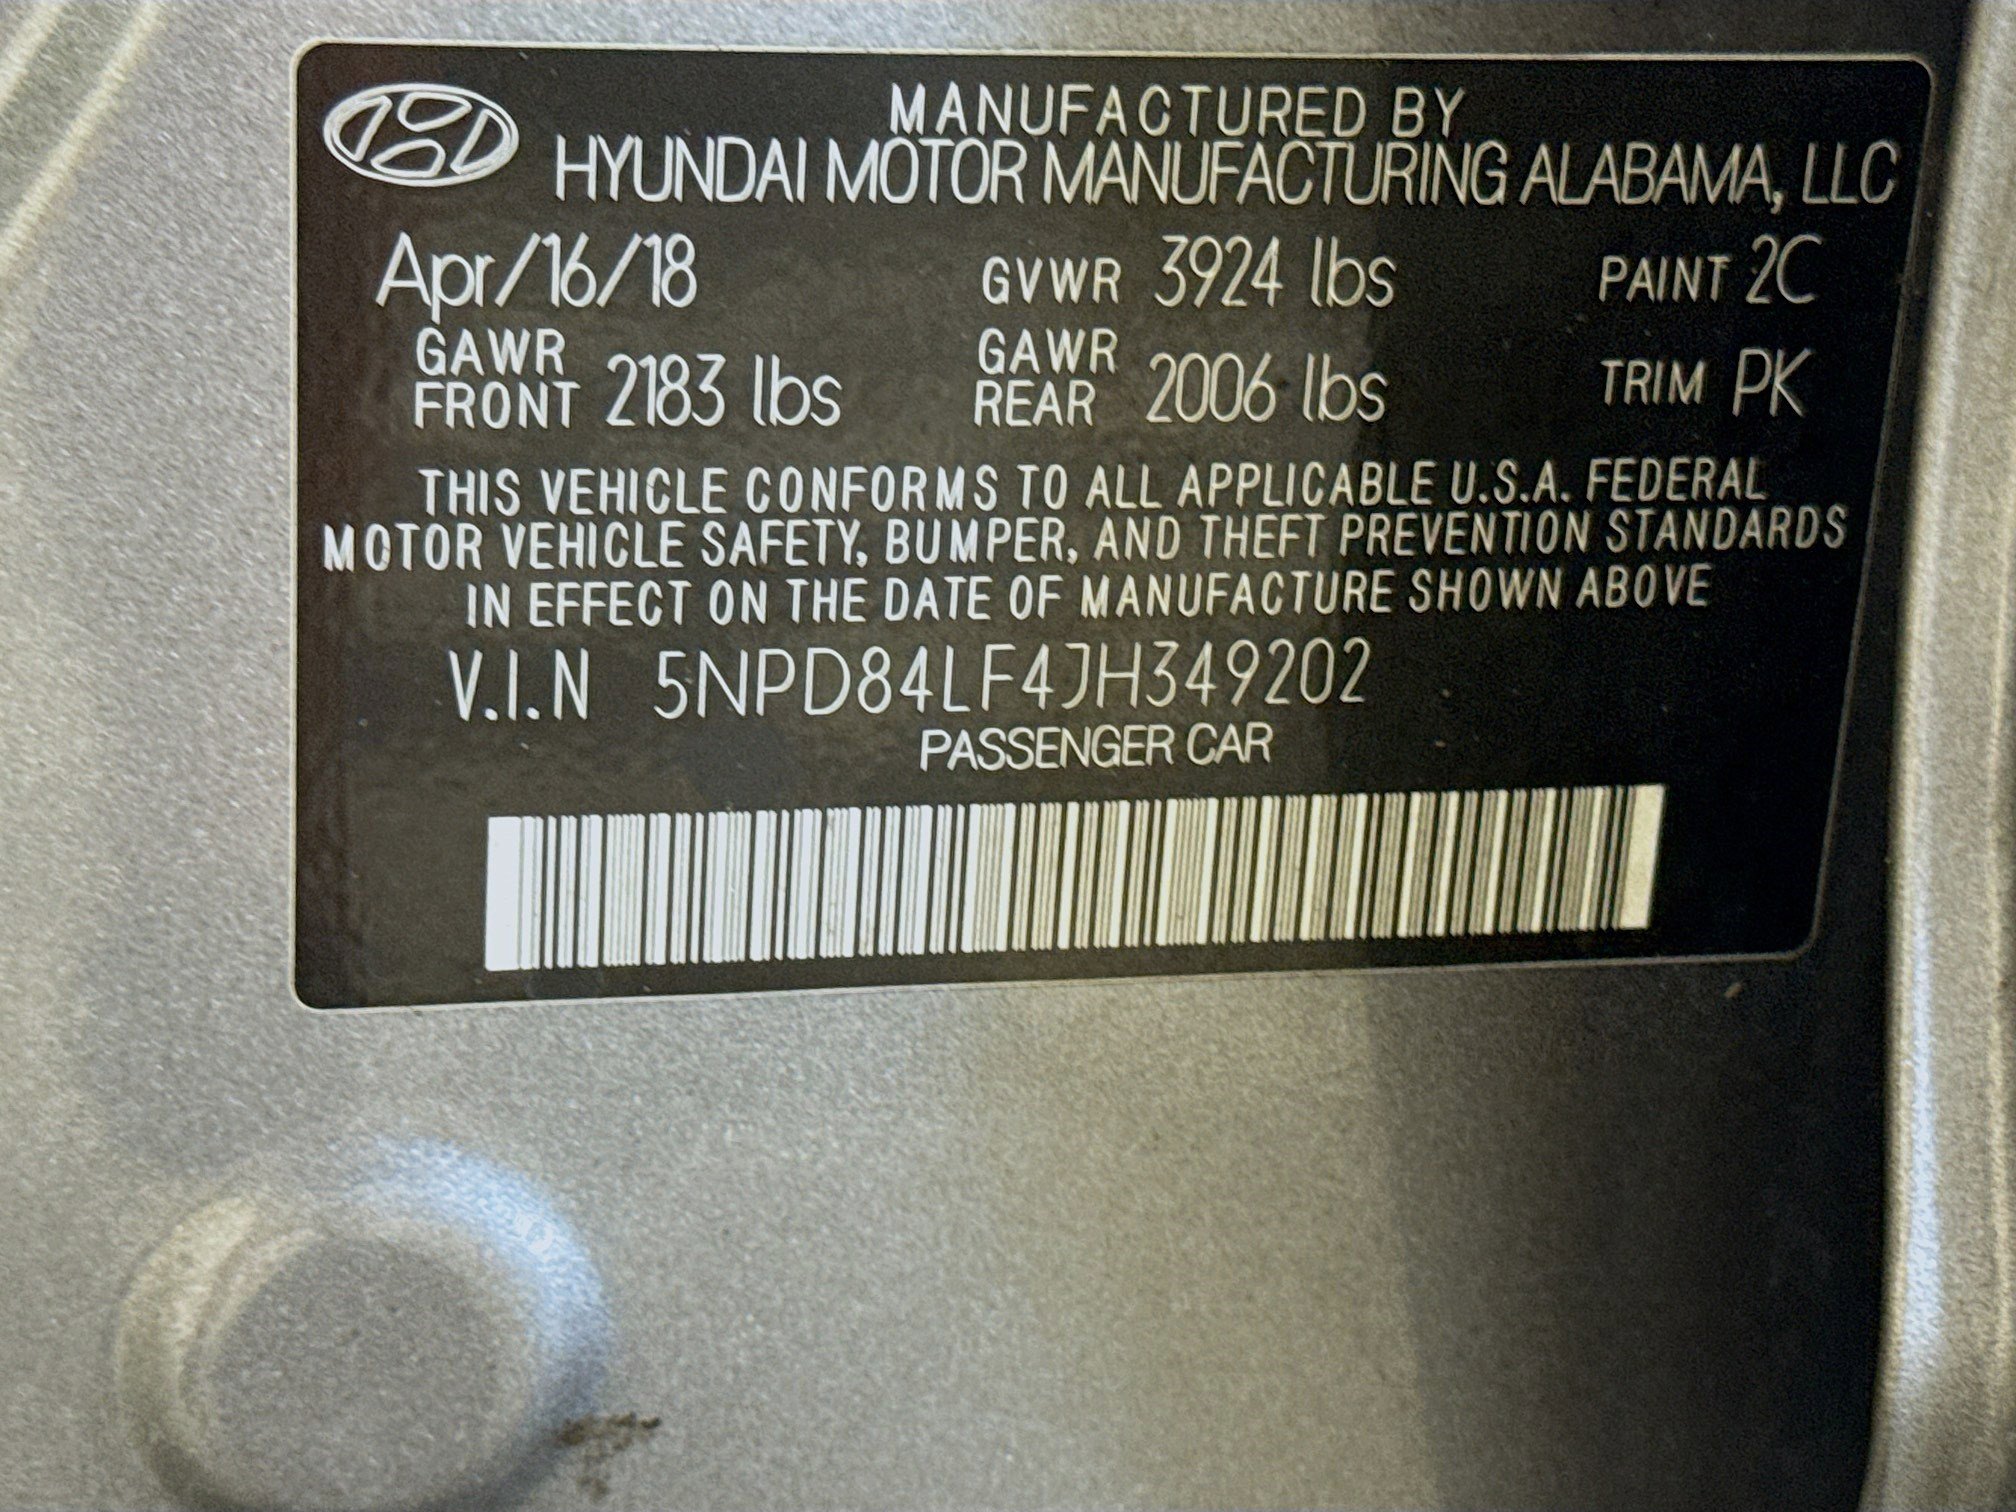 MANUFACTURED BY
HYUNDAI MOTOR MANUFACTURING ALABAMA, LLC
Apr/16/18 GVWR 3924 lbs PAINT 2C
GAWR FRONT 2183 lbs GAWR REAR 2006 lbs TRIM PK
THIS VEHICLE CONFORMS TO ALL APPLICABLE U.S.A. FEDERAL
MOTOR VEHICLE SAFETY, BUMPER, AND THEFT PREVENTION STANDARDS
IN EFFECT ON THE DATE OF MANUFACTURE SHOWN ABOVE
V.I.N 5NPD84LF4JH349202
PASSENGER CAR